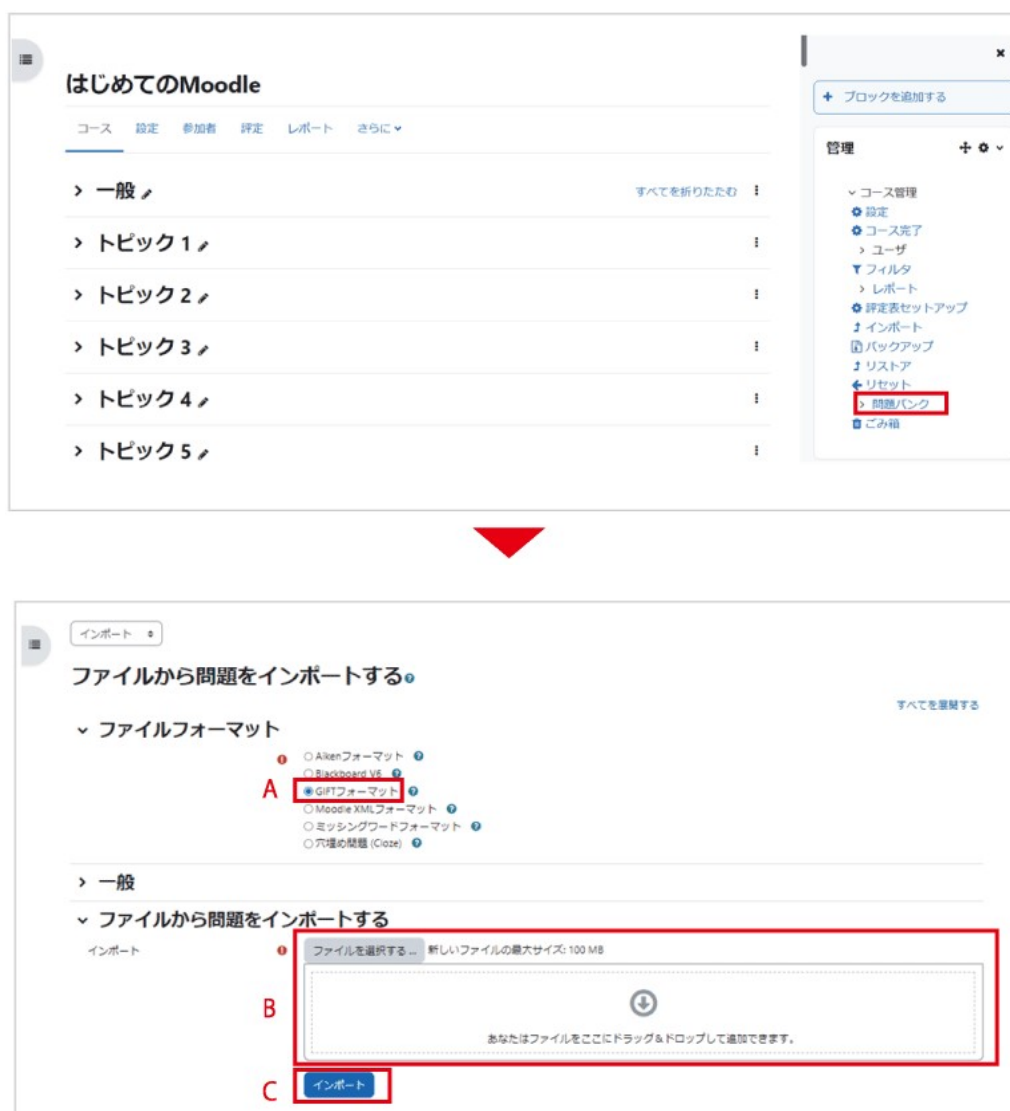 はじめてのMoodle
コース 設定 参加者 評定 レポート さらに
一般
すべてを折りたたむ
トピック 1
トピック 2
トピック 3
トピック 4
トピック 5
ブロックを追加する
管理
コース管理
設定
コース完了
ユーザ
フィルタ
レポート
評定表セットアップ
インポート
バックアップ
リストア
リセット
問題バンク
ごみ箱
インポート
ファイルから問題をインポートする
すべてを展開する
ファイルフォーマット
Aikenフォーマット
Blackboard V6
A
GIFTフォーマット
Moodle XMLフォーマット
ミッシングワードフォーマット
穴埋め問題 (Cloze)
一般
ファイルから問題をインポートする
インポート
ファイルを選択する ... 新しいファイルの最大サイズ: 100 MB
B
あなたはファイルをここにドラッグ&ドロップして追加できます。
C
インポート